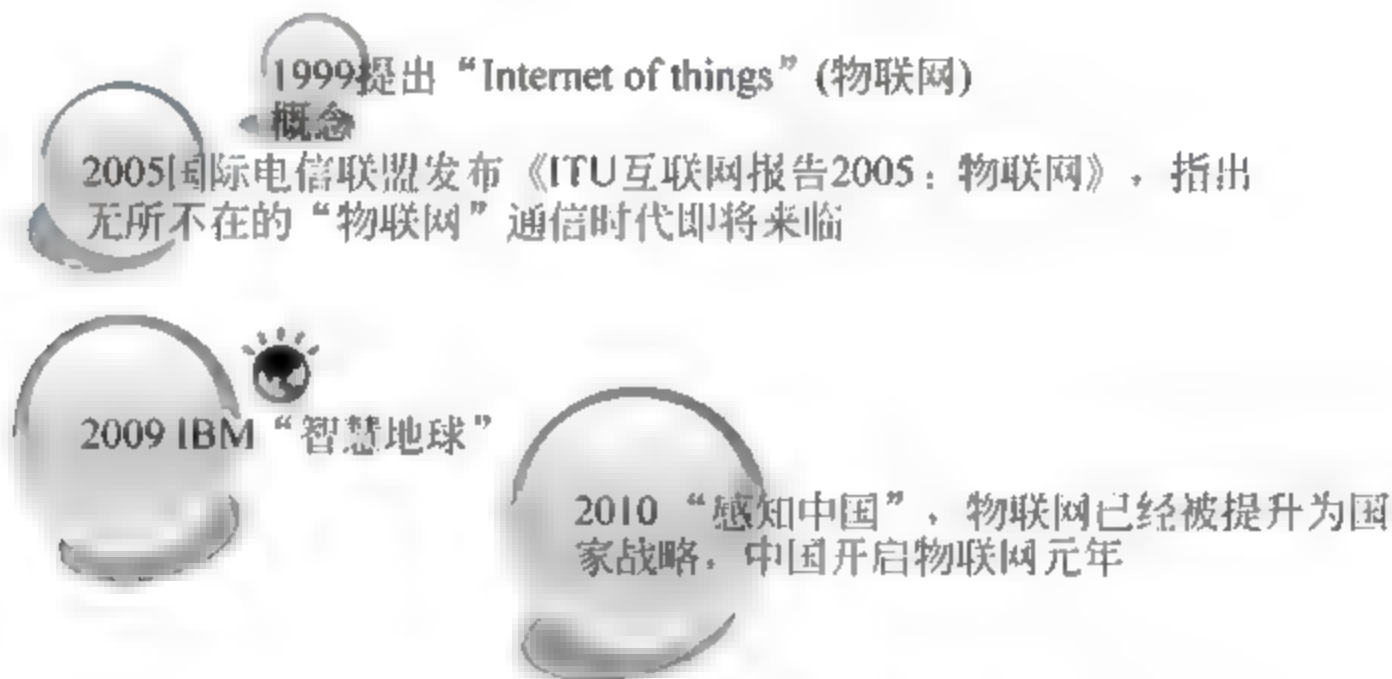 1999提出“Internet of things”(物联网)
概念
2005国际电信联盟发布《ITU互联网报告2005：物联网》，指出
无所不在的“物联网”通信时代即将来临
2009 IBM“智慧地球”
2010 “感知中国”，物联网已经被提升为国
家战略，中国开启物联网元年